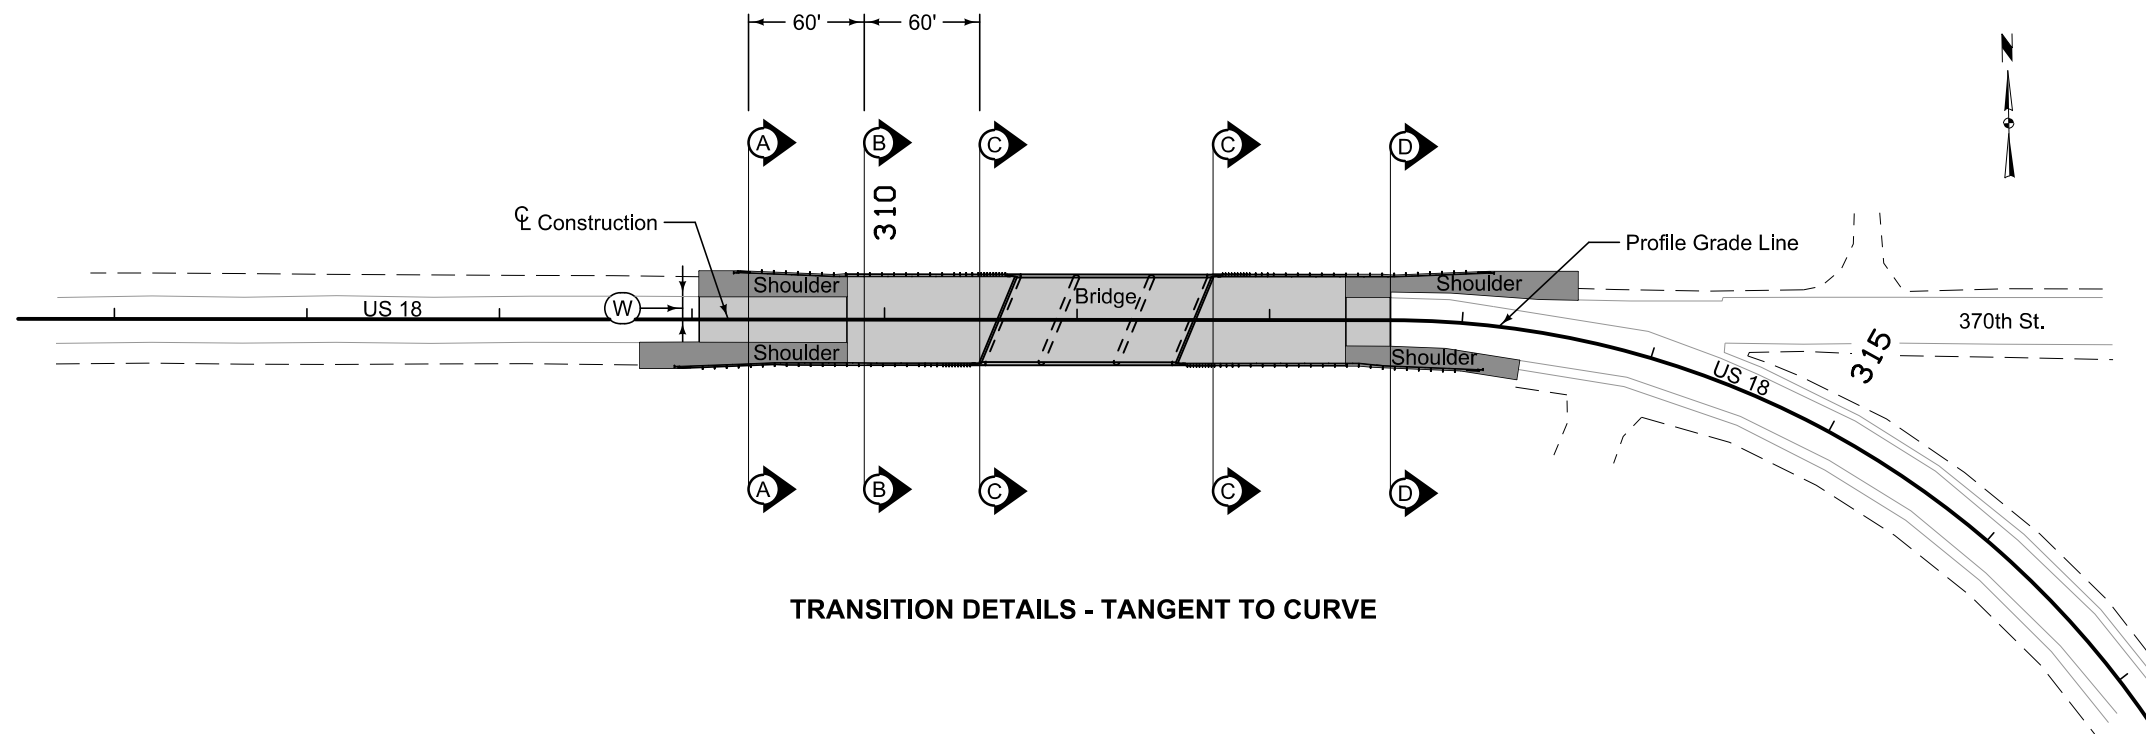 60' 60'
N
A B C C D
310
℄ Construction
Profile Grade Line
Shoulder Shoulder
Bridge
W
US 18
370th St.
Shoulder Shoulder
315
US 18
A B C C D
TRANSITION DETAILS - TANGENT TO CURVE